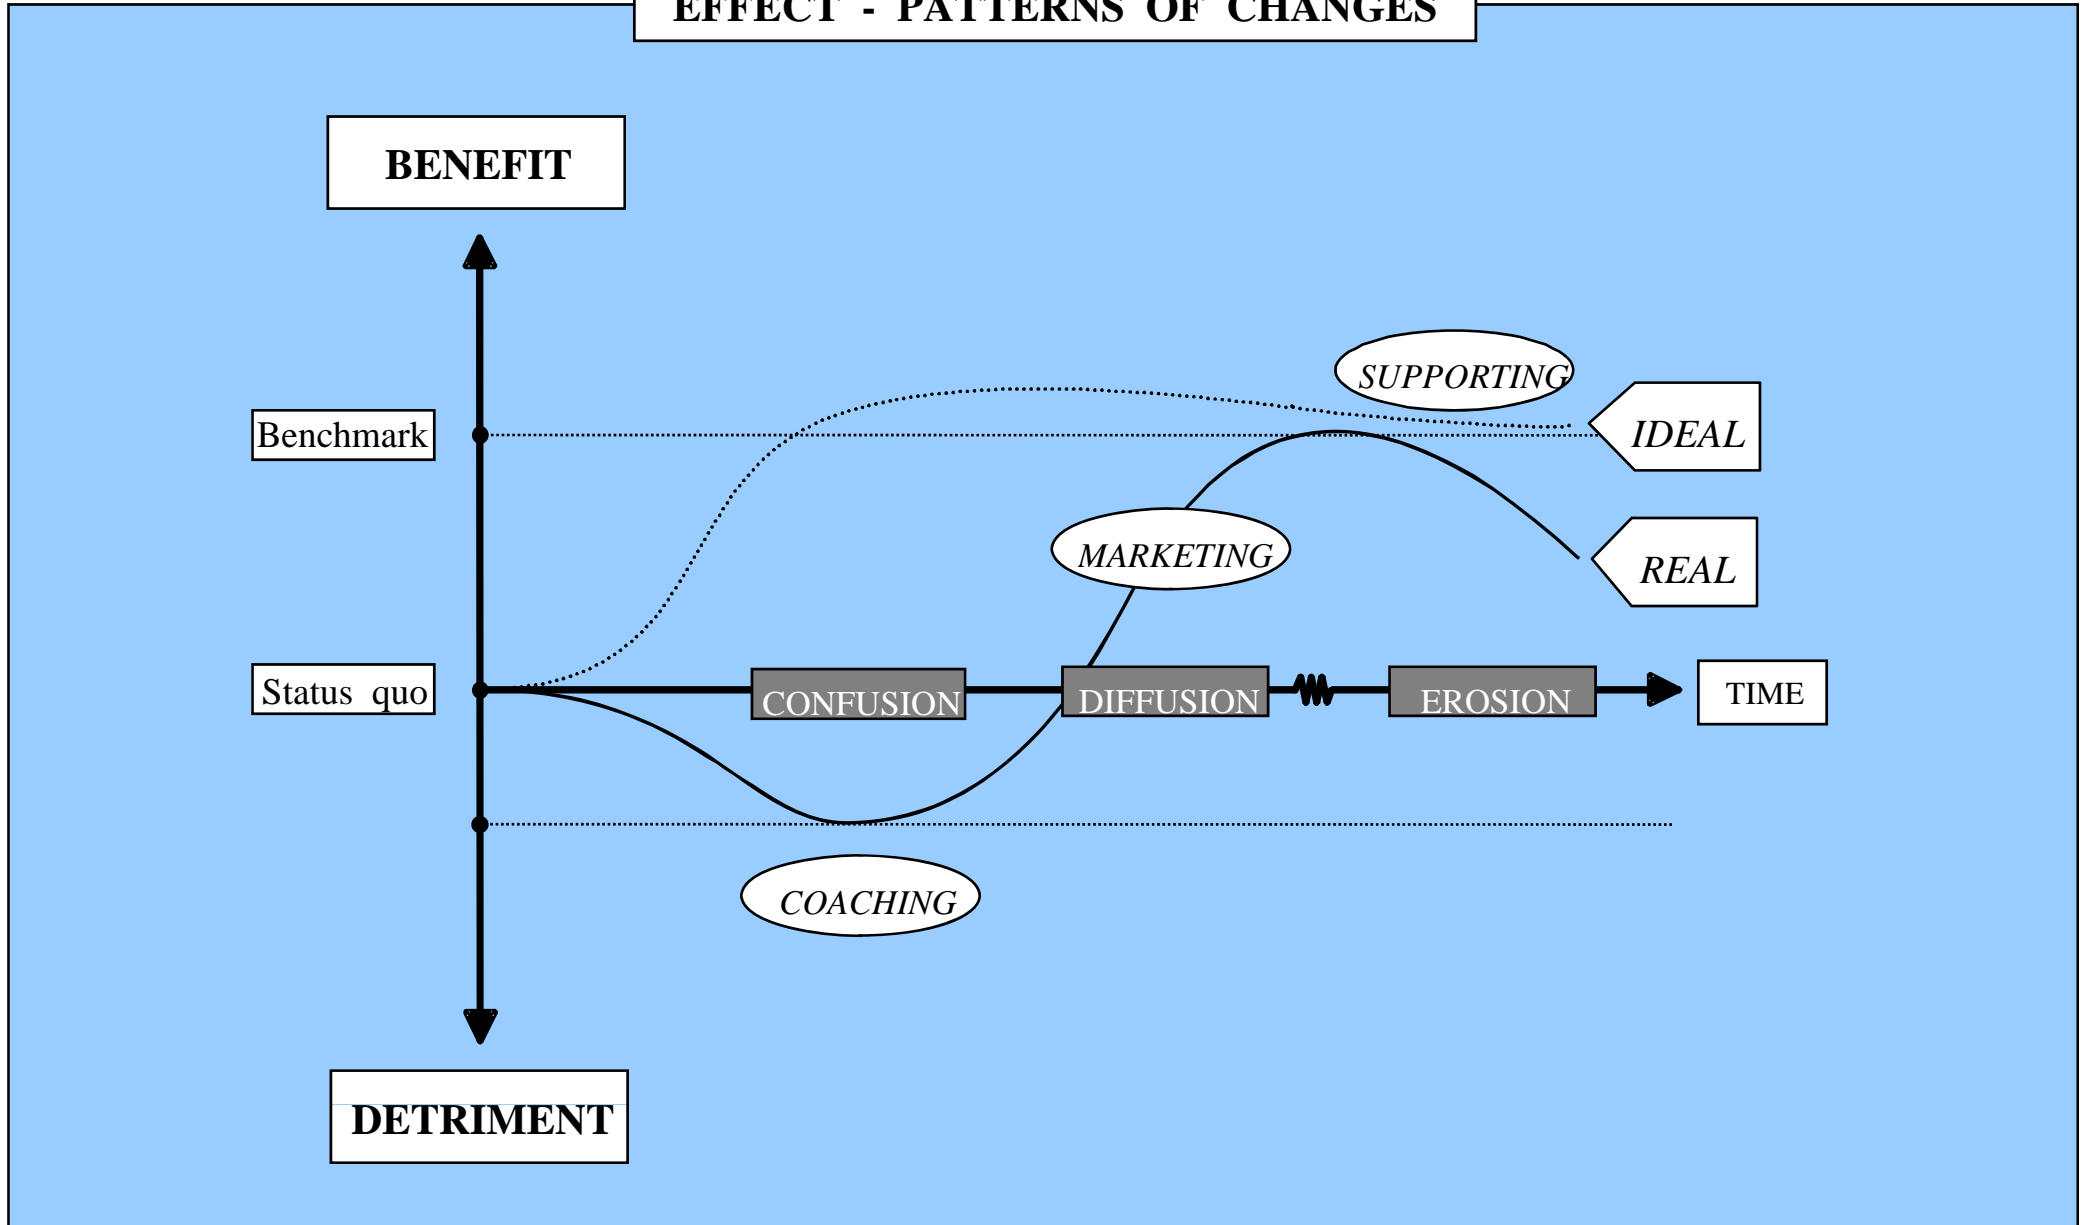 EFFECT - PATTERNS OF CHANGES
BENEFIT
SUPPORTING
Benchmark
IDEAL
MARKETING
REAL
Status quo
CONFUSION
DIFFUSION
EROSION
TIME
COACHING
DETRIMENT